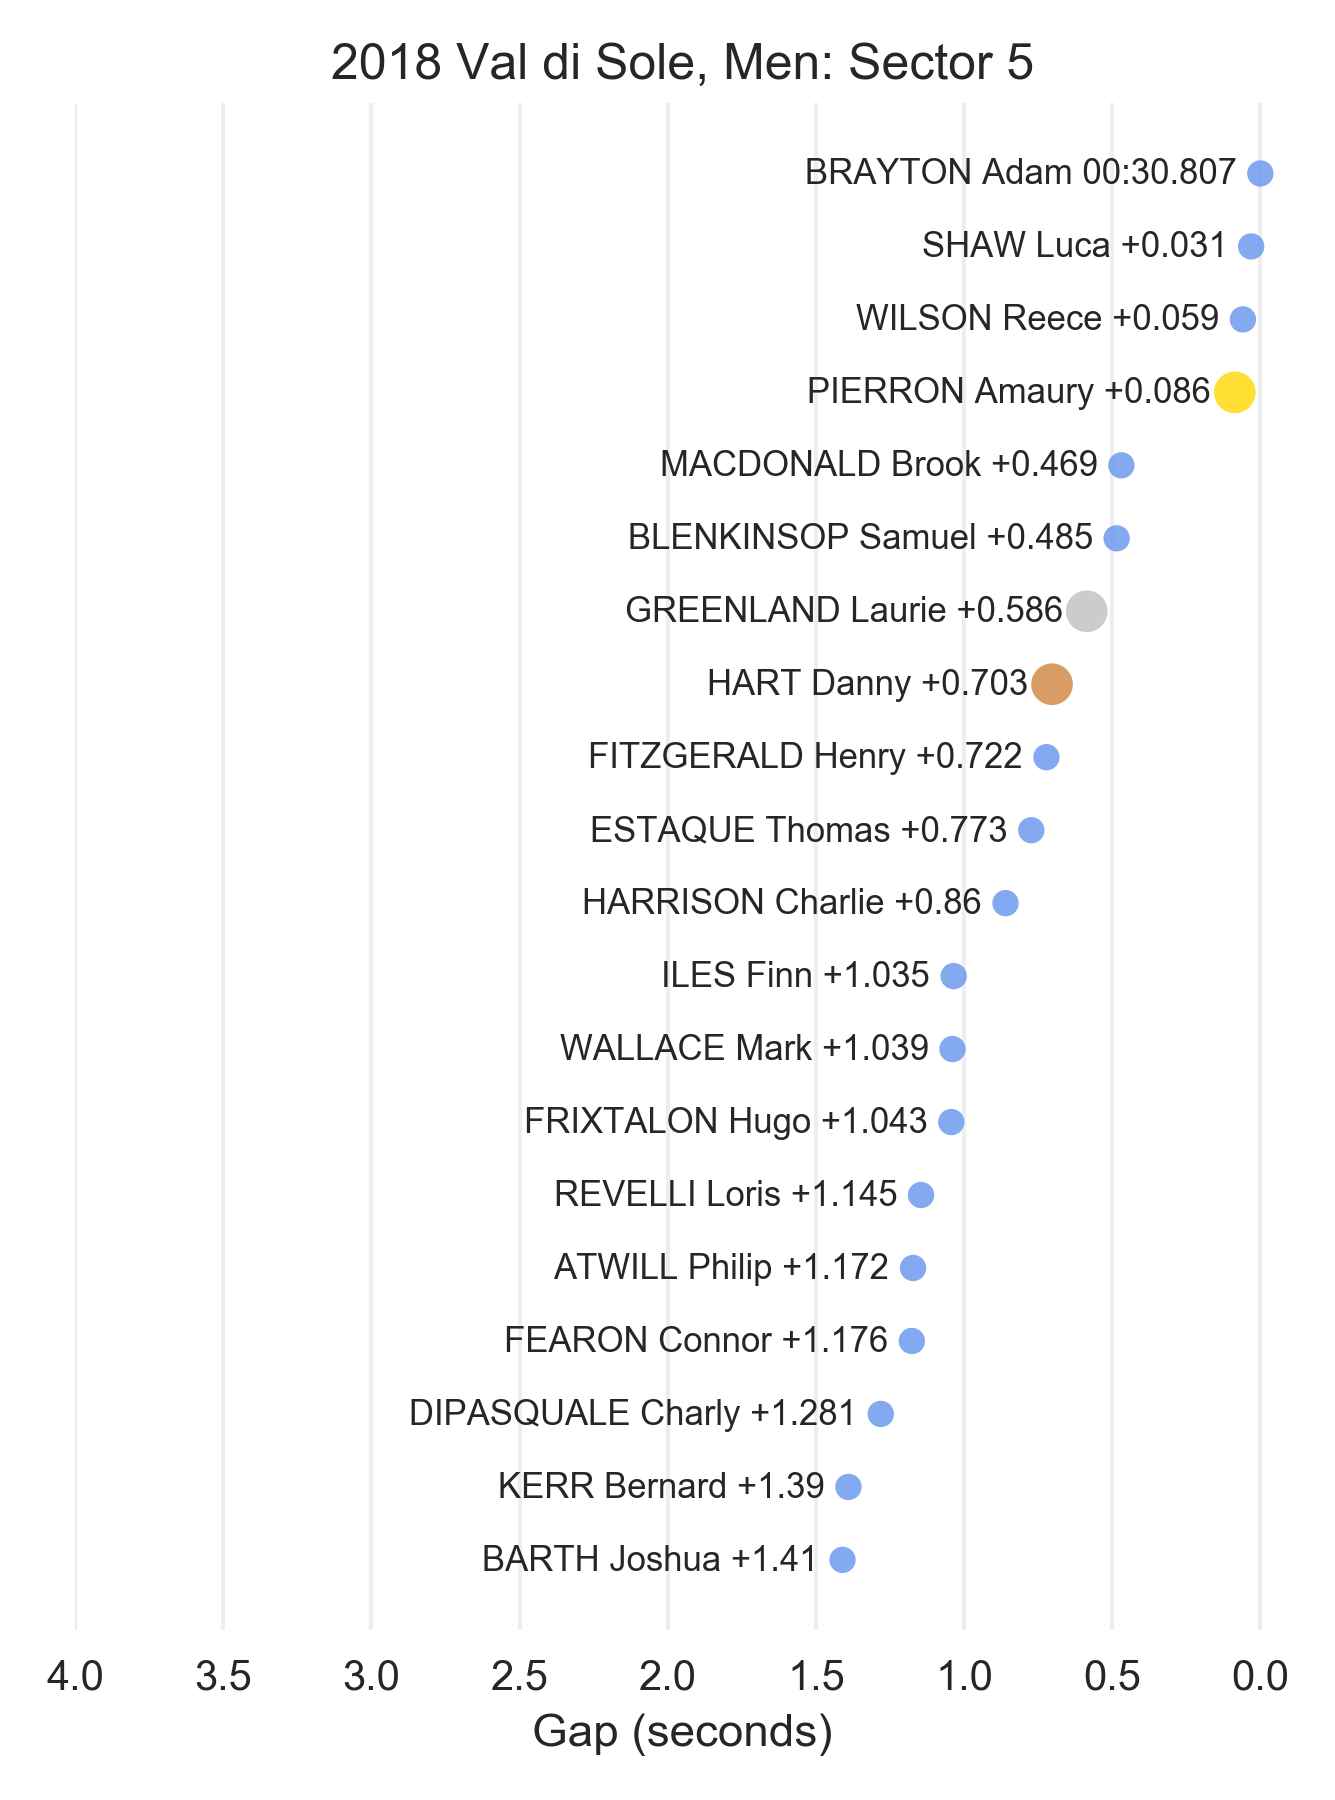 2018 Val di Sole, Men: Sector 5
BRAYTON Adam 00:30.807
SHAW Luca +0.031
WILSON Reece +0.059
PIERRON Amaury +0.086
MACDONALD Brook +0.469
BLENKINSOP Samuel +0.485
GREENLAND Laurie +0.586
HART Danny +0.703
FITZGERALD Henry +0.722
ESTAQUE Thomas +0.773
HARRISON Charlie +0.86
ILES Finn +1.035
WALLACE Mark +1.039
FRIXTALON Hugo +1.043
REVELLI Loris +1.145
ATWILL Philip +1.172
FEARON Connor +1.176
DIPASQUALE Charly +1.281
KERR Bernard +1.39
BARTH Joshua +1.41
4.0 3.5 3.0 2.5 2.0 1.5 1.0 0.5 0.0
Gap (seconds)